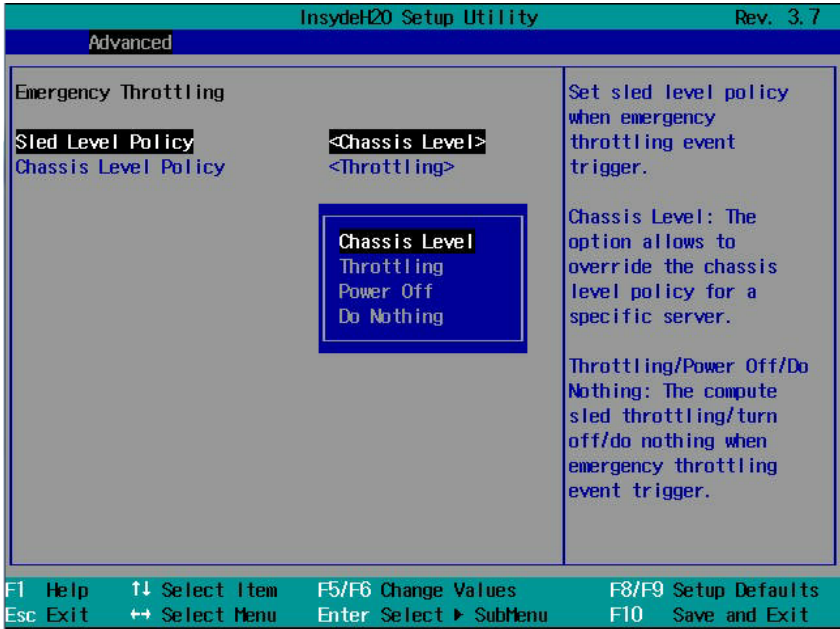 InsydeH2O Setup Utility Rev. 3.7
Advanced
Emergency Throttling
Sled Level Policy <Chassis Level>
Chassis Level Policy <Throttling>
Chassis Level
Throttling
Power Off
Do Nothing
Set sled level policy
when emergency
throttling event
trigger.
Chassis Level: The
option allows to
override the chassis
level policy for a
specific server.
Throttling/Power Off/Do
Nothing: The compute
sled throttling/turn
off/do nothing when
emergency throttling
event trigger.
F1 Help ↑↓ Select Item F5/F6 Change Values F8/F9 Setup Defaults
Esc Exit ↔ Select Menu Enter Select ▶ SubMenu F10 Save and Exit